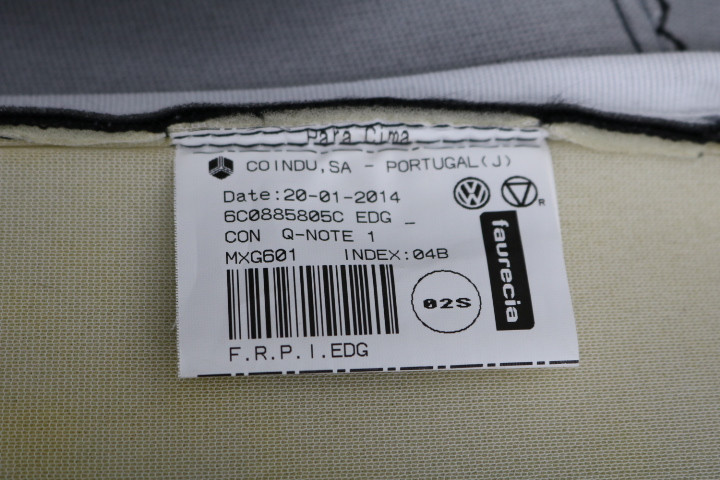 Para Cima
COINDU,SA - PORTUGAL(J)
Date:20-01-2014
6C0885805C EDG _
CON Q-NOTE 1
MXG601 INDEX:04B
R
faurecia
02S
F.R.P.I.EDG